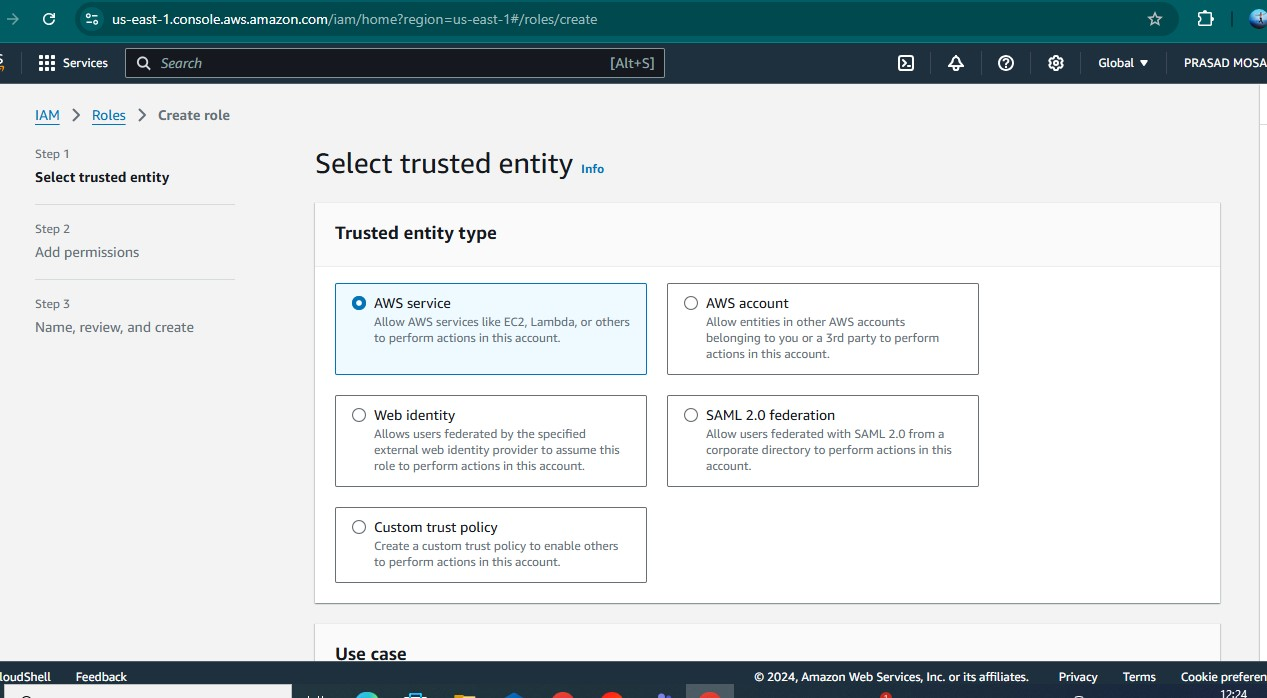 us-east-1.console.aws.amazon.com/iam/home?region=us-east-1#/roles/create
Services
Search
[Alt+S]
Global
PRASAD MOSA
IAM
Roles
Create role
Step 1
Select trusted entity
Step 2
Add permissions
Step 3
Name, review, and create
Select trusted entity Info
Trusted entity type
AWS service
Allow AWS services like EC2, Lambda, or others
to perform actions in this account.
AWS account
Allow entities in other AWS accounts
belonging to you or a 3rd party to perform
actions in this account.
Web identity
Allows users federated by the specified
external web identity provider to assume this
role to perform actions in this account.
SAML 2.0 federation
Allow users federated with SAML 2.0 from a
corporate directory to perform actions in this
account.
Custom trust policy
Create a custom trust policy to enable others
to perform actions in this account.
Use case
loudShell
Feedback
© 2024, Amazon Web Services, Inc. or its affiliates.
Privacy
Terms
Cookie preferen
12:24